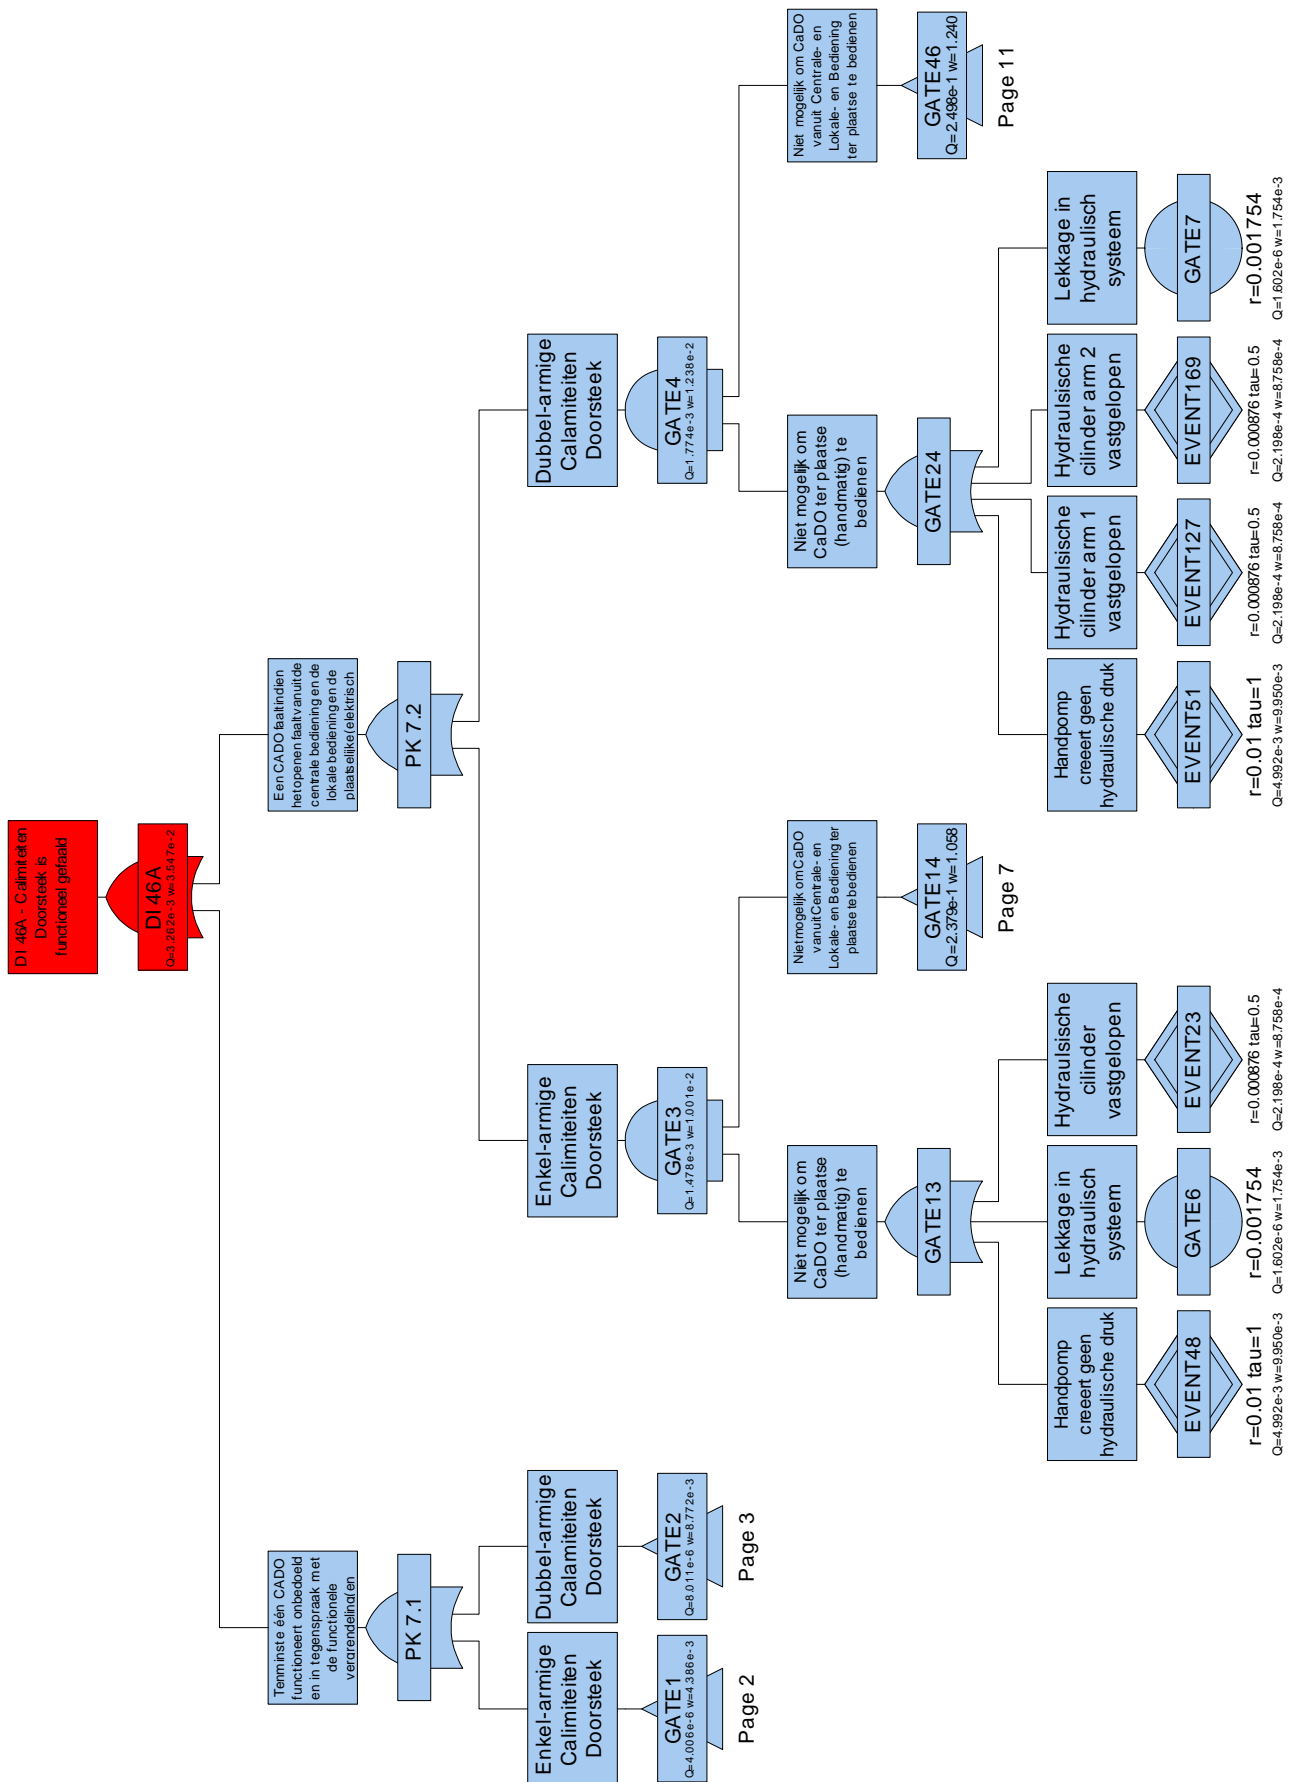 DI 46A - Calimiteiten
Doorsteek is
functioneel gefaald
DI 46A
Q=3.262e-3 w=3.547e-2
Tenminste één CADO
functioneert onbedoeld
en in tegenspraak met
de functionele
vergrendeling(en
PK 7.1
Een CADO faalt indien
het openen faalt vanuit de
centrale bediening en de
lokale bediening en de
plaatselijke (elektrisch
PK 7.2
Enkel-armige
Calimiteiten
Doorsteek
GATE1
Q=4.006e-6 w=4.386e-3
Page 2
Dubbel-armige
Calamiteiten
Doorsteek
GATE2
Q=8.011e-6 w=8.772e-3
Page 3
Enkel-armige
Calimiteiten
Doorsteek
GATE3
Q=1.478e-3 w=1.001e-2
Dubbel-armige
Calamiteiten
Doorsteek
GATE4
Q=1.774e-3 w=1.238e-2
Niet mogelijk om
CaDO ter plaatse
(handmatig) te
bedienen
GATE13
Niet mogelijk om CaDO
vanuit Centrale- en
Lokale- en Bediening ter
plaatse te bedienen
GATE14
Q=2.379e-1 w=1.058
Page 7
Niet mogelijk om
CaDO ter plaatse
(handmatig) te
bedienen
GATE24
Niet mogelijk om CaDO
vanuit Centrale- en
Lokale- en Bediening
ter plaatse te bedienen
GATE46
Q=2.498e-1 w=1.240
Page 11
Handpomp
creeert geen
hydraulische druk
EVENT48
r=0.01 tau=1
Q=4.992e-3 w=9.950e-3
Lekkage in
hydraulisch
systeem
GATE6
r=0.001754
Q=1.602e-6 w=1.754e-3
Hydraulsische
cilinder
vastgelopen
EVENT23
r=0.000876 tau=0.5
Q=2.198e-4 w=8.758e-4
Handpomp
creeert geen
hydraulische druk
EVENT51
r=0.01 tau=1
Q=4.992e-3 w=9.950e-3
Hydraulsische
cilinder arm 1
vastgelopen
EVENT127
r=0.000876 tau=0.5
Q=2.198e-4 w=8.758e-4
Hydraulsische
cilinder arm 2
vastgelopen
EVENT169
r=0.000876 tau=0.5
Q=2.198e-4 w=8.758e-4
Lekkage in
hydraulisch
systeem
GATE7
r=0.001754
Q=1.602e-6 w=1.754e-3